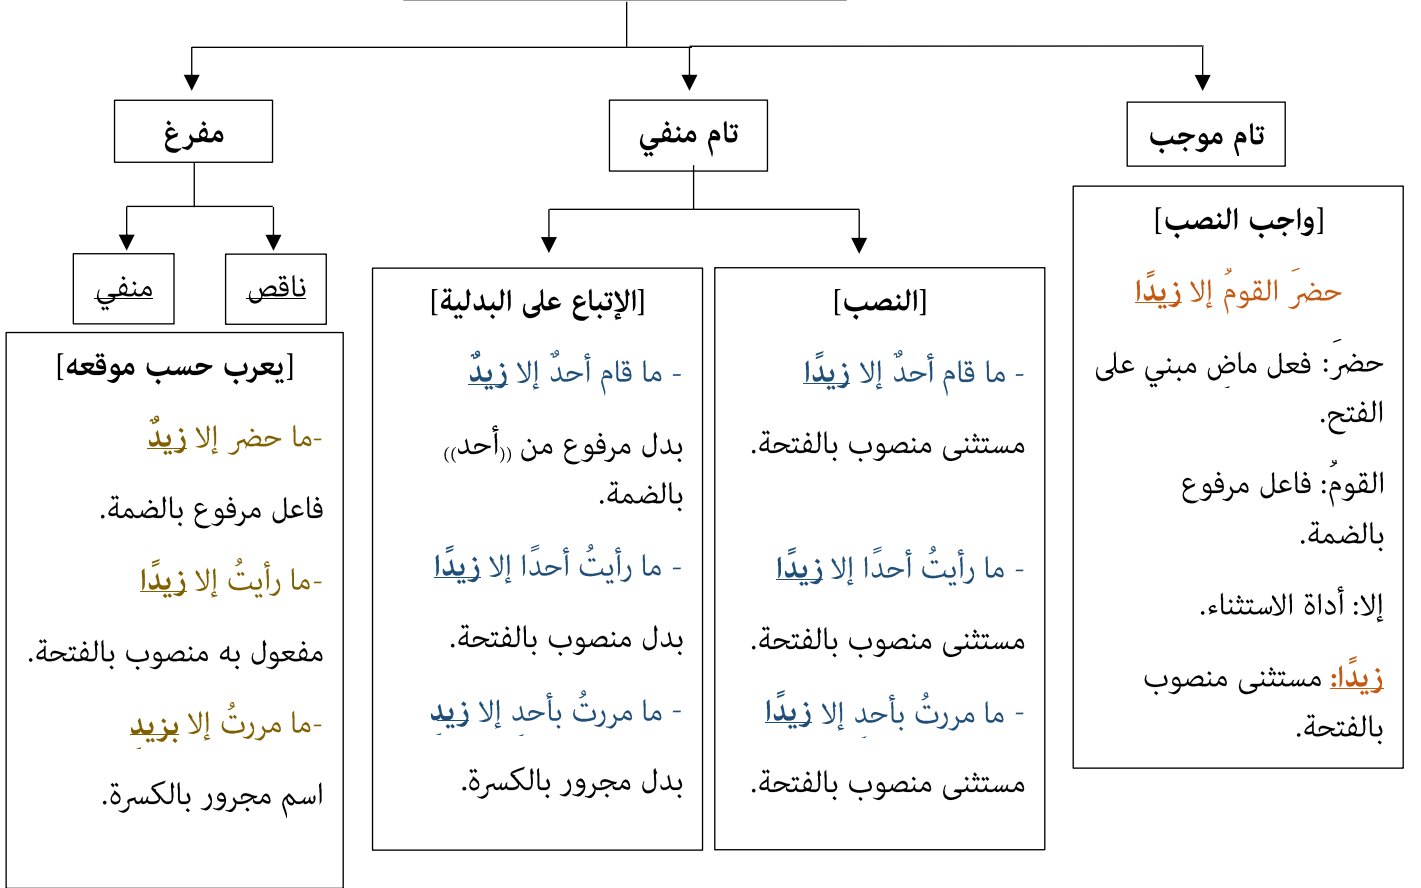 تام موجب
تام منفي
مفرغ
ناقص
منفي
[واجب النصب]
حضرَ القومُ إلا زيدًا
حضرَ: فعل ماضٍ مبني على
الفتح.
القومُ: فاعل مرفوع
بالضمة.
إلا: أداة الاستثناء.
زيدًا: مستثنى منصوب
بالفتحة.
[النصب]
- ما قام أحدٌ إلا زيدًا
مستثنى منصوب بالفتحة.
- ما رأيتُ أحدًا إلا زيدًا
مستثنى منصوب بالفتحة.
- ما مررتُ بأحدٍ إلا زيدًا
مستثنى منصوب بالفتحة.
[الإتباع على البدلية]
- ما قام أحدٌ إلا زيدٌ
بدل مرفوع من ((أحد))
بالضمة.
- ما رأيتُ أحدًا إلا زيدًا
بدل منصوب بالفتحة.
- ما مررتُ بأحدٍ إلا زيدٍ
بدل مجرور بالكسرة.
[يعرب حسب موقعه]
-ما حضر إلا زيدٌ
فاعل مرفوع بالضمة.
-ما رأيتُ إلا زيدًا
مفعول به منصوب بالفتحة.
-ما مررتُ إلا بزيدٍ
اسم مجرور بالكسرة.